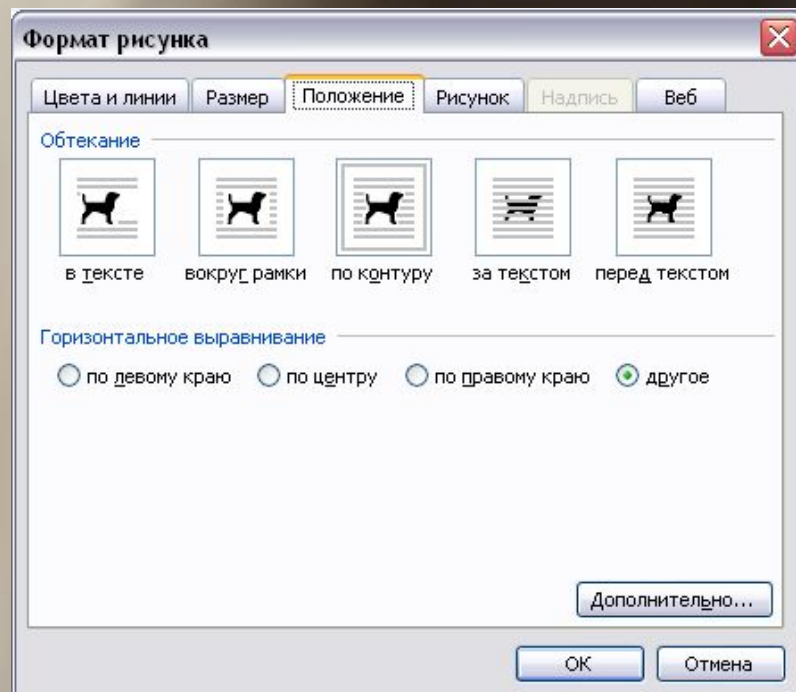 Формат рисунка
Цвета и линии Размер Положение Рисунок Надпись Веб
Обтекание
в тексте вокруг рамки по контуру за текстом перед текстом
Горизонтальное выравнивание
по левому краю по центру по правому краю другое
Дополнительно...
ОК Отмена